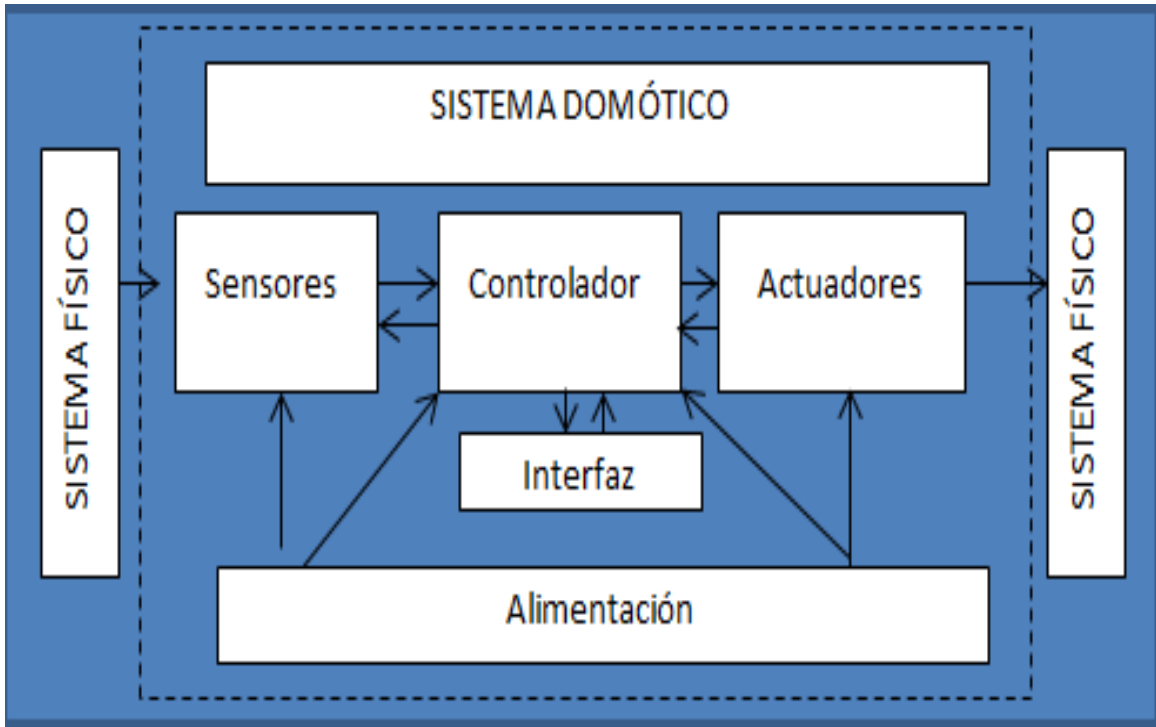 SISTEMA DOMÓTICO
SISTEMA FÍSICO
Sensores
Controlador
Actuadores
SISTEMA FÍSICO
Interfaz
Alimentación